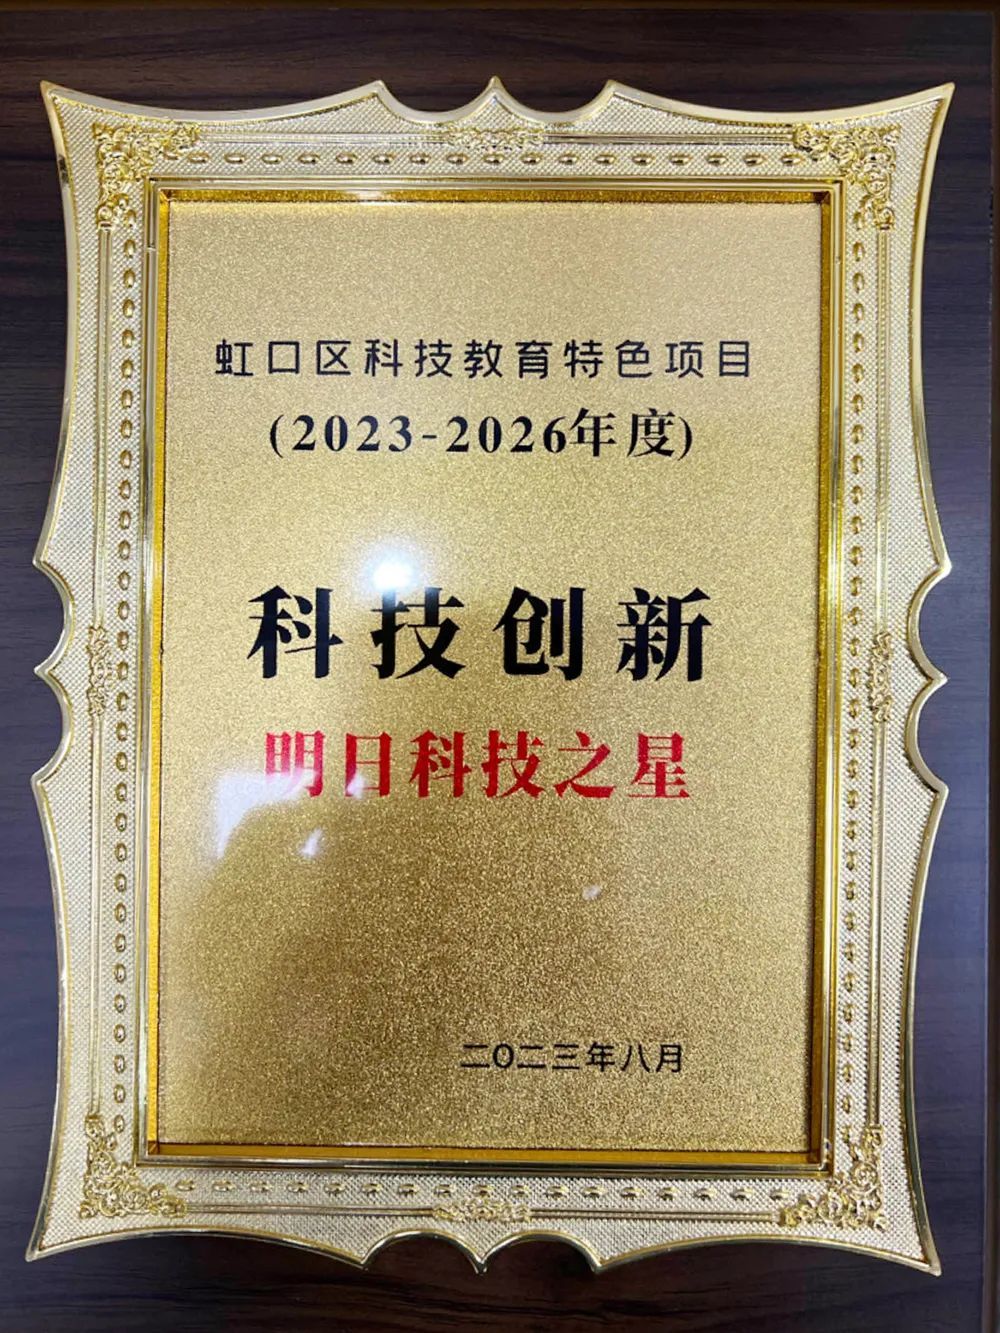 虹口区科技教育特色项目
(2023-2026年度)
科技创新
明日科技之星
二〇二三年八月